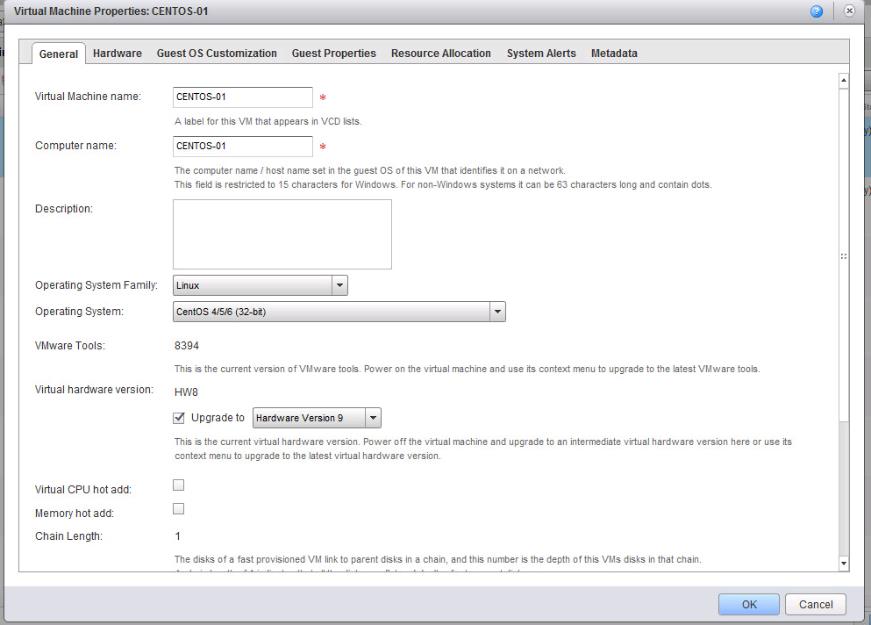 Virtual Machine Properties: CENTOS-01
General Hardware Guest OS Customization Guest Properties Resource Allocation System Alerts Metadata
Virtual Machine name: CENTOS-01 *
A label for this VM that appears in VCD lists.
Computer name: CENTOS-01 *
The computer name / host name set in the guest OS of this VM that identifies it on a network.
This field is restricted to 15 characters for Windows. For non-Windows systems it can be 63 characters long and contain dots.
Description:
Operating System Family: Linux
Operating System: CentOS 4/5/6 (32-bit)
VMware Tools: 8394
This is the current version of VMware tools. Power on the virtual machine and use its context menu to upgrade to the latest VMware tools.
Virtual hardware version: HW8
Upgrade to Hardware Version 9
This is the current virtual hardware version. Power off the virtual machine and upgrade to an intermediate virtual hardware version here or use its
context menu to upgrade to the latest virtual hardware version.
Virtual CPU hot add:
Memory hot add:
Chain Length: 1
The disks of a fast provisioned VM link to parent disks in a chain, and this number is the depth of this VMs disks in that chain.
OK Cancel